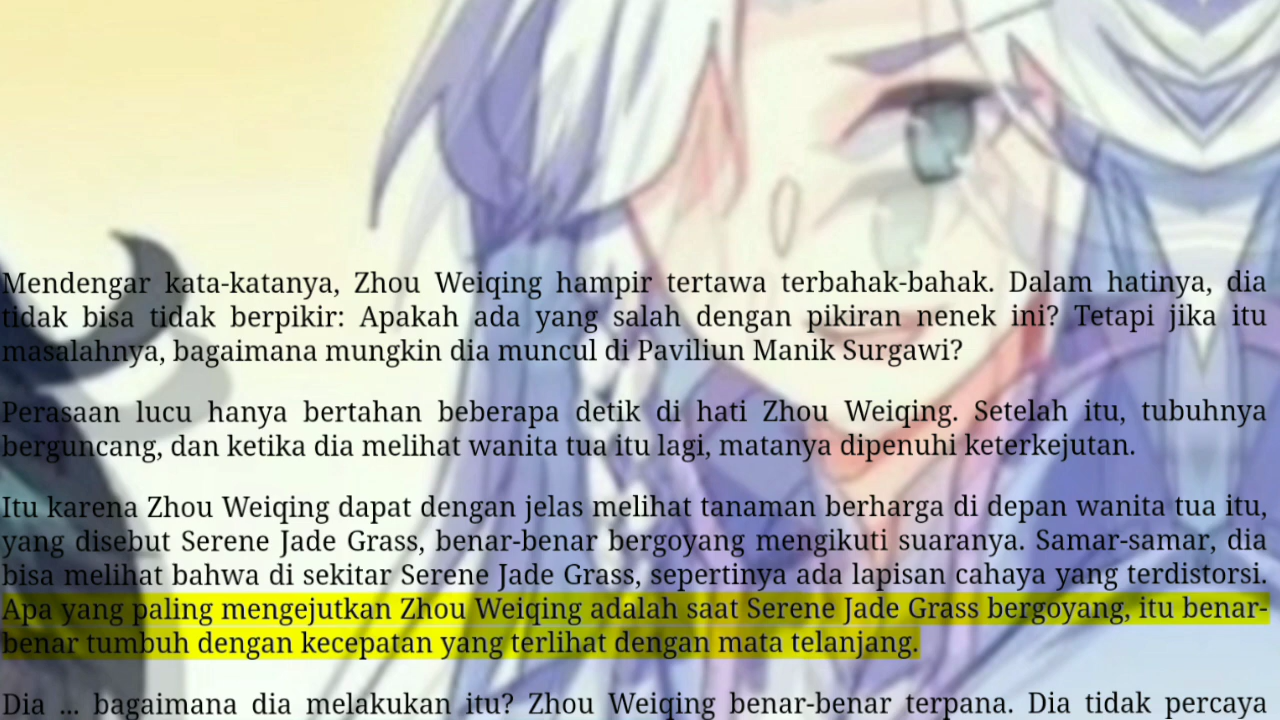 Mendengar kata-katanya, Zhou Weiqing hampir tertawa terbahak-bahak. Dalam hatinya, dia
tidak bisa tidak berpikir: Apakah ada yang salah dengan pikiran nenek ini? Tetapi jika itu
masalahnya, bagaimana mungkin dia muncul di Paviliun Manik Surgawi?
Perasaan lucu hanya bertahan beberapa detik di hati Zhou Weiqing. Setelah itu, tubuhnya
berguncang, dan ketika dia melihat wanita tua itu lagi, matanya dipenuhi keterkejutan.
Itu karena Zhou Weiqing dapat dengan jelas melihat tanaman berharga di depan wanita tua itu,
yang disebut Serene Jade Grass, benar-benar bergoyang mengikuti suaranya. Samar-samar, dia
bisa melihat bahwa di sekitar Serene Jade Grass, sepertinya ada lapisan cahaya yang terdistorsi.
Apa yang paling mengejutkan Zhou Weiqing adalah saat Serene Jade Grass bergoyang, itu benar-
benar tumbuh dengan kecepatan yang terlihat dengan mata telanjang.
Dia ... bagaimana dia melakukan itu? Zhou Weiqing benar-benar terpana. Dia tidak percaya